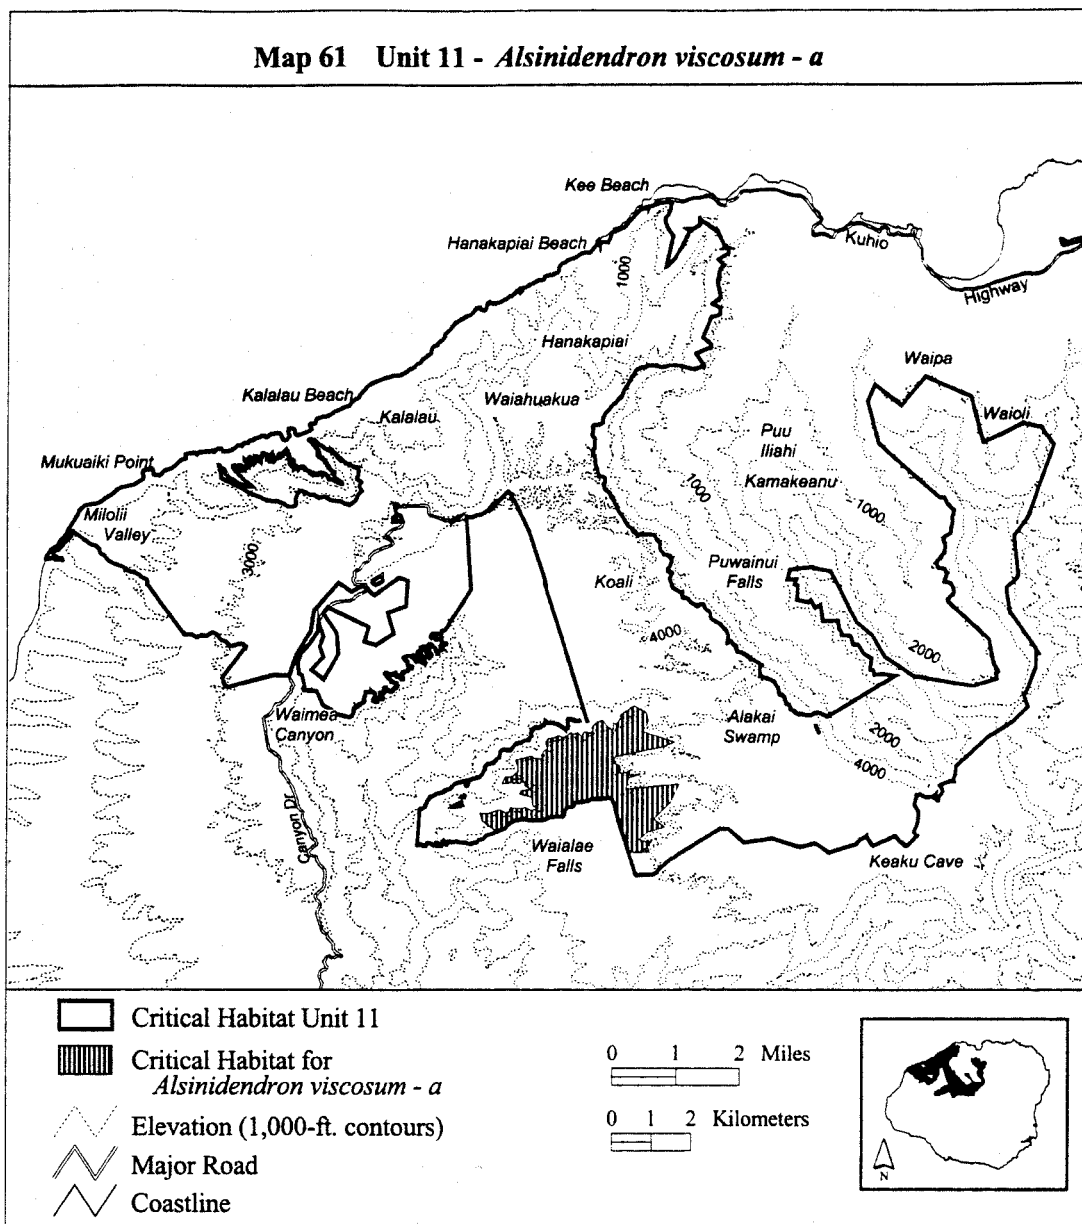 Map 61 Unit 11 - Alsinidendron viscosum - a
Kee Beach
Hanakapiai Beach
Kuhio
Highway
1000
Hanakapiai
Waipa
Kalalau Beach
Kalalau
Waiahuakua
Waioli
Puu
Iliahi
Mukuaiki Point
Kamakeanu
1000
1000
Milolii
Valley
3000
Puwainui
Falls
Koali
4000
2000
Waimea
Canyon
Alakai
Swamp
2000
4000
Canyon Dr
Waialae
Falls
Keaku Cave
Critical Habitat Unit 11
Critical Habitat for
Alsinidendron viscosum - a
Elevation (1,000-ft. contours)
Major Road
Coastline
0 1 2 Miles
0 1 2 Kilometers
N